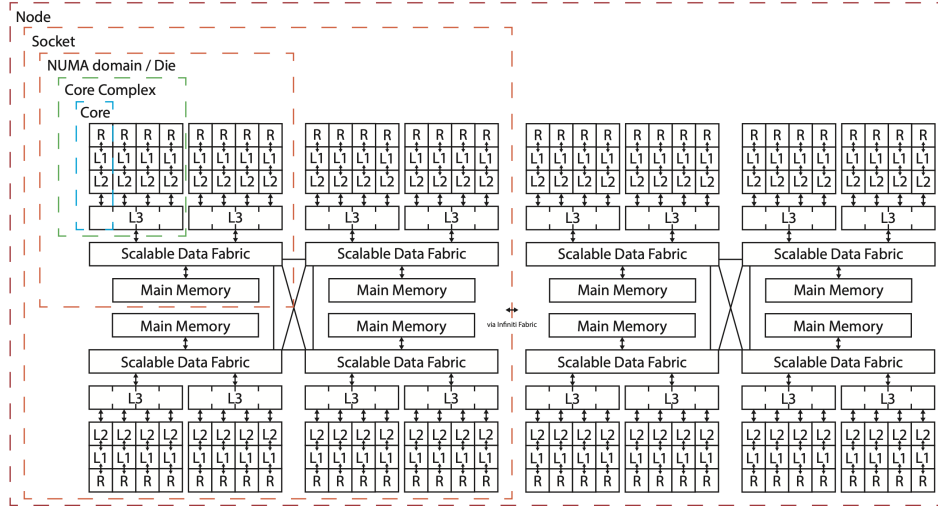 Node
Socket
NUMA domain / Die
Core Complex
Core
R R R R R R R R R R R R R R R R R R R R R R R R R R R R R R R R
L1 L1 L1 L1 L1 L1 L1 L1 L1 L1 L1 L1 L1 L1 L1 L1 L1 L1 L1 L1 L1 L1 L1 L1 L1 L1 L1 L1 L1 L1 L1 L1
L2 L2 L2 L2 L2 L2 L2 L2 L2 L2 L2 L2 L2 L2 L2 L2 L2 L2 L2 L2 L2 L2 L2 L2 L2 L2 L2 L2 L2 L2 L2 L2
L3 L3 L3 L3 L3 L3 L3 L3
Scalable Data Fabric Scalable Data Fabric Scalable Data Fabric Scalable Data Fabric
Main Memory Main Memory Main Memory Main Memory
Main Memory Main Memory via Infiniti Fabric Main Memory Main Memory
Scalable Data Fabric Scalable Data Fabric Scalable Data Fabric Scalable Data Fabric
L3 L3 L3 L3 L3 L3 L3 L3
L2 L2 L2 L2 L2 L2 L2 L2 L2 L2 L2 L2 L2 L2 L2 L2 L2 L2 L2 L2 L2 L2 L2 L2 L2 L2 L2 L2 L2 L2 L2 L2
L1 L1 L1 L1 L1 L1 L1 L1 L1 L1 L1 L1 L1 L1 L1 L1 L1 L1 L1 L1 L1 L1 L1 L1 L1 L1 L1 L1 L1 L1 L1 L1
R R R R R R R R R R R R R R R R R R R R R R R R R R R R R R R R